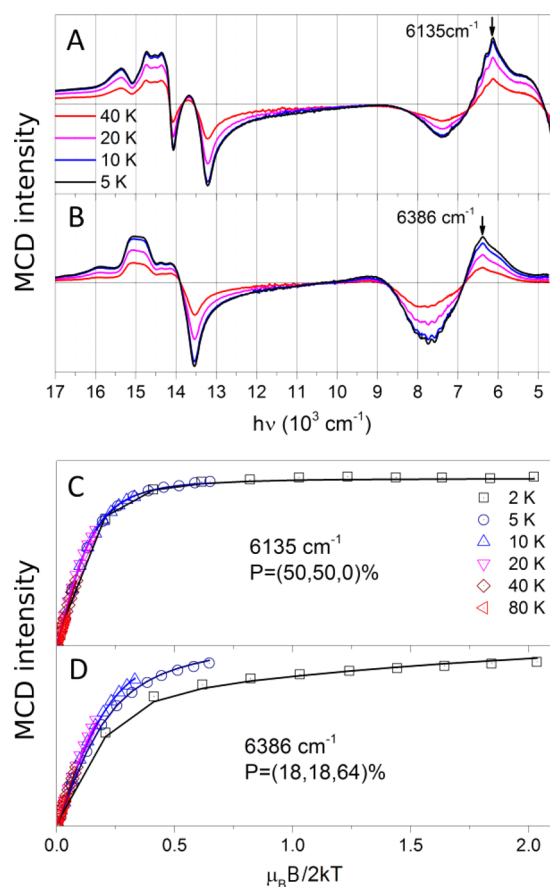 A
6135cm⁻¹
40 K
20 K
10 K
5 K
B
6386 cm⁻¹
MCD intensity
17 16 15 14 13 12 11 10 9 8 7 6 5
hν (10³ cm⁻¹)
C
2 K
5 K
10 K
20 K
40 K
80 K
6135 cm⁻¹
P=(50,50,0)%
D
6386 cm⁻¹
P=(18,18,64)%
MCD intensity
0.0 0.5 1.0 1.5 2.0
μ_BB/2kT